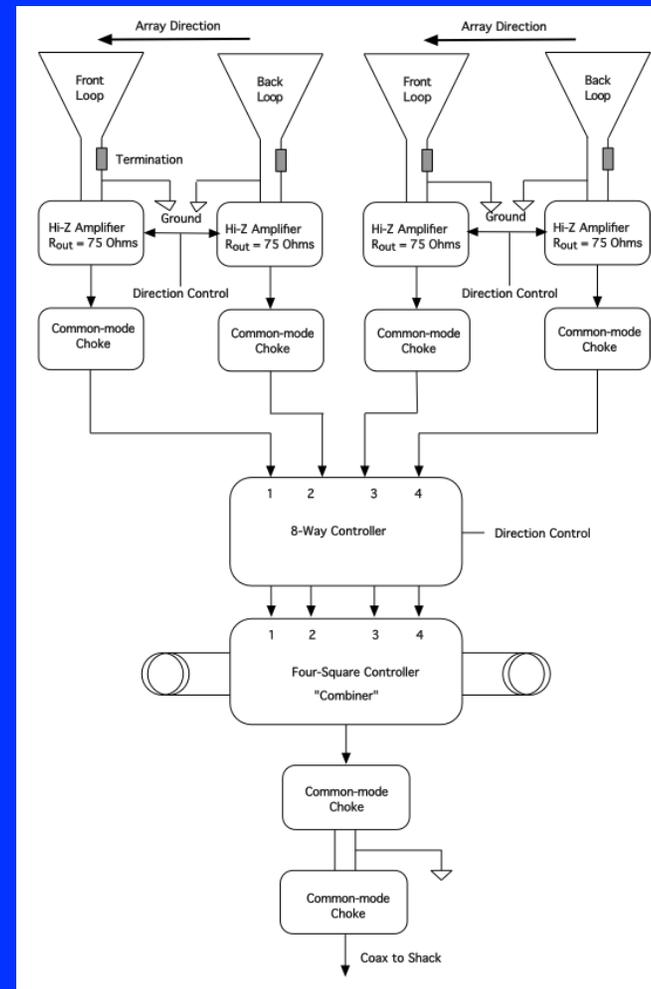 Array Direction
Array Direction
Front
Loop
Back
Loop
Front
Loop
Back
Loop
Termination
Ground
Ground
Hi-Z Amplifier
Rout = 75 Ohms
Hi-Z Amplifier
Rout = 75 Ohms
Hi-Z Amplifier
Rout = 75 Ohms
Hi-Z Amplifier
Rout = 75 Ohms
Direction Control
Direction Control
Common-mode
Choke
Common-mode
Choke
Common-mode
Choke
Common-mode
Choke
1 2 3 4
8-Way Controller
Direction Control
1 2 3 4
Four-Square Controller
"Combiner"
Common-mode
Choke
Common-mode
Choke
Coax to Shack